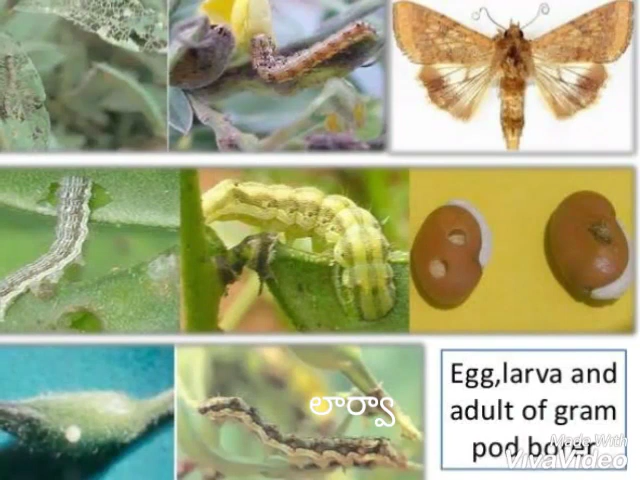 లార్వా
Egg,larva and
adult of gram
pod borer
Made With
VivaVideo